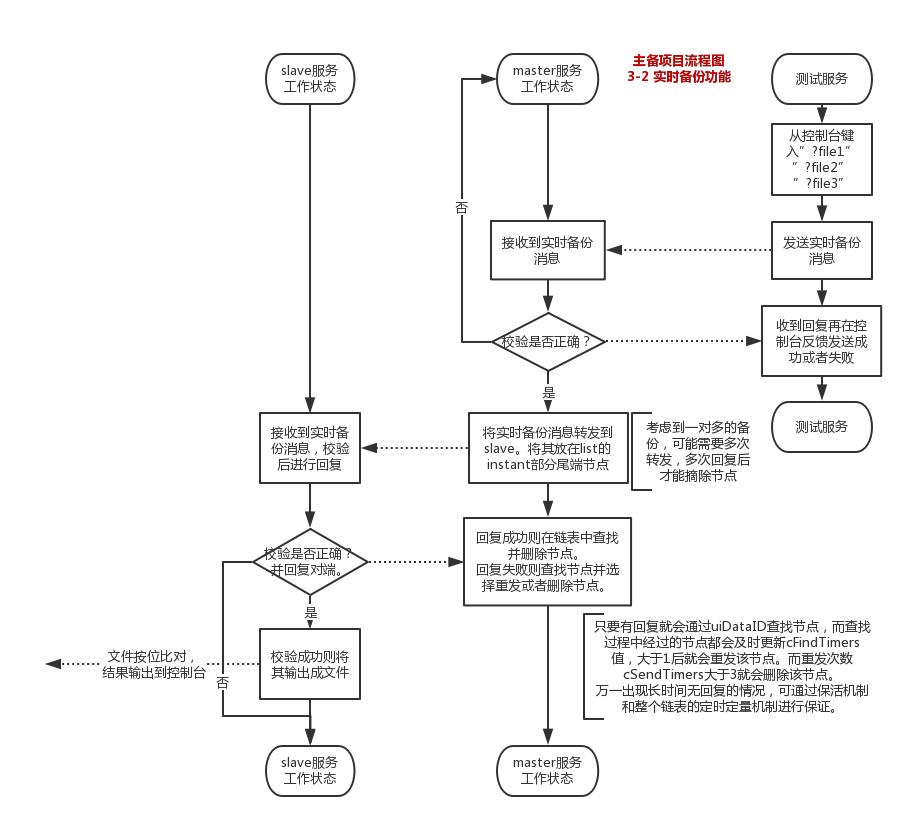 主备项目流程图
3-2 实时备份功能
slave服务
工作状态
master服务
工作状态
测试服务
从控制台键
入”?file1”
”?file2”
”?file3”
否
接收到实时备份
消息
发送实时备份
消息
校验是否正确？
收到回复再在控
制台反馈发送成
功或者失败
是
测试服务
接收到实时备
份消息，校验
后进行回复
将实时备份消息转发到
slave。将其放在list的
instant部分尾端节点
考虑到一对多的备
份，可能需要多次
转发，多次回复后
才能摘除节点
校验是否正确？
并回复对端。
回复成功则在链表中查找
并删除节点。
回复失败则查找节点并选
择重发或者删除节点。
是
只要有回复就会通过uiDataID查找节点，而查找
过程中经过的节点都会及时更新cFindTimers
值，大于1后就会重发该节点。而重发次数
cSendTimers大于3就会删除该节点。
万一出现长时间无回复的情况，可通过保活机制
和整个链表的定时定量机制进行保证。
文件按位比对，
结果输出到控制台
校验成功则将
其输出成文件
否
slave服务
工作状态
master服务
工作状态